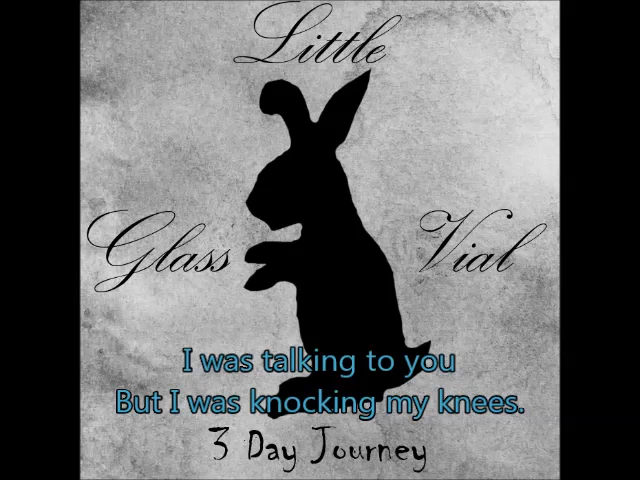 Little
Glass Vial
I was talking to you
But I was knocking my knees.
3 Day Journey